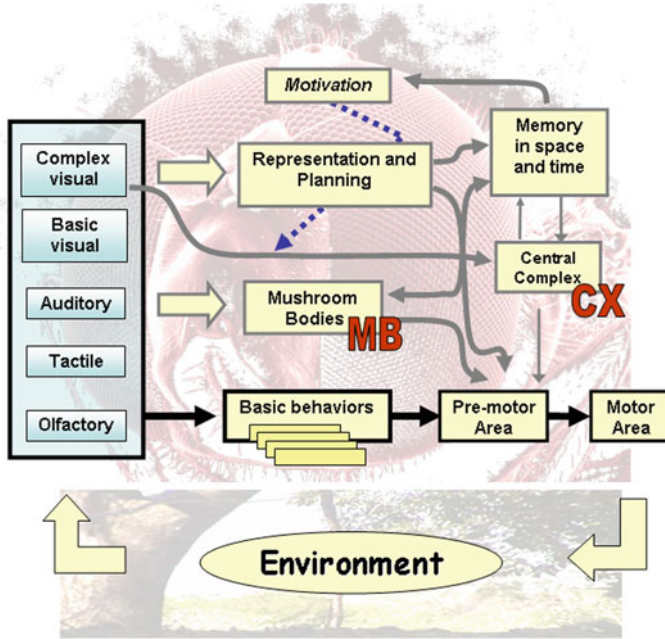 Motivation
Complex
visual
Basic
visual
Auditory
Tactile
Olfactory
Representation and
Planning
Memory
in space
and time
Central
Complex
CX
Mushroom
Bodies
MB
Basic behaviors
Pre-motor
Area
Motor
Area
Environment